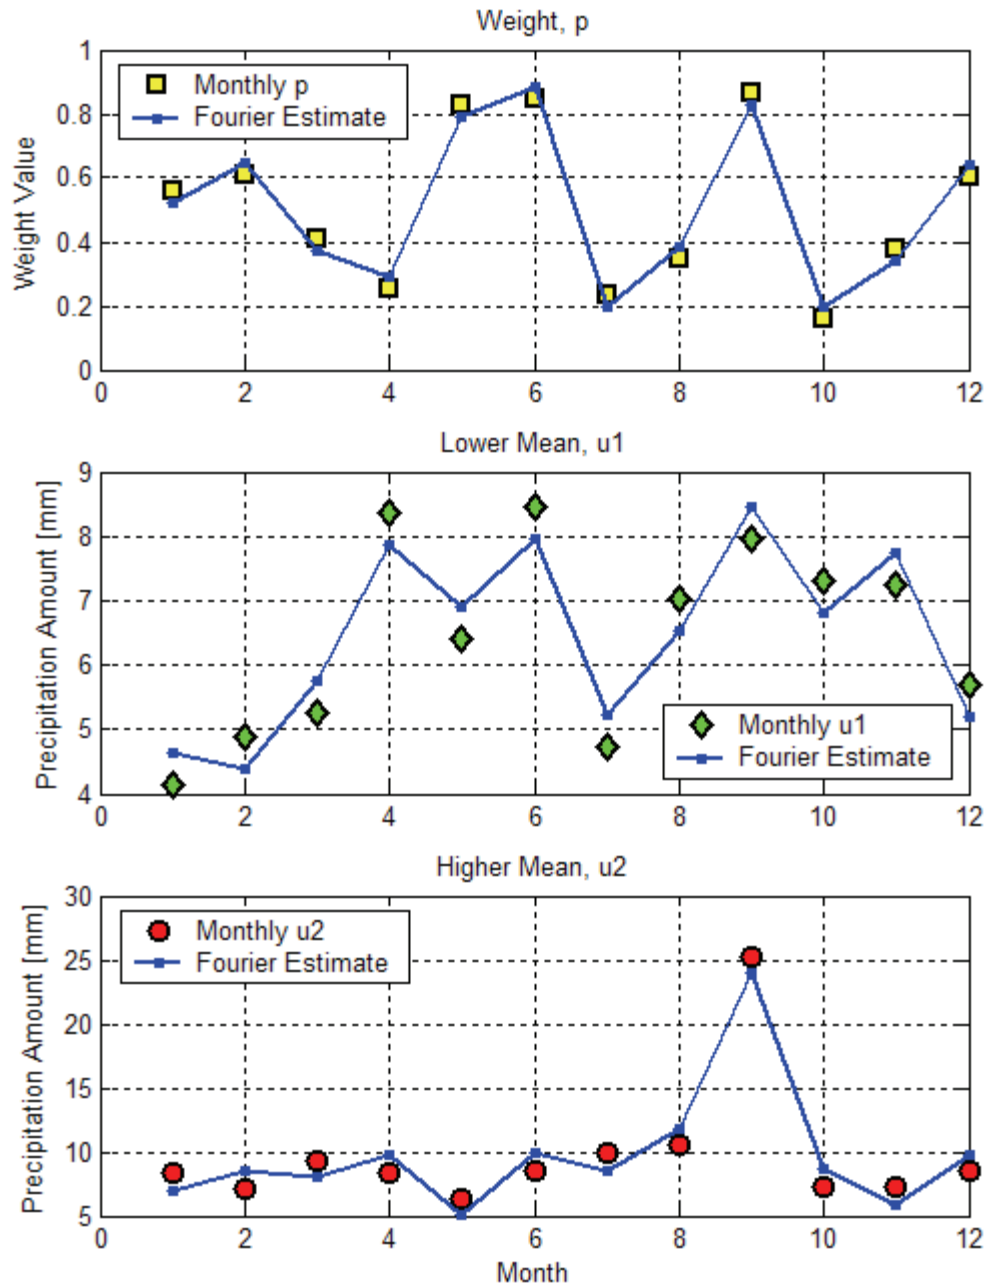 Weight, p
1
0.8
0.6
0.4
0.2
0
Weight Value
Monthly p
Fourier Estimate
0 2 4 6 8 10 12
Lower Mean, u1
9
8
7
6
5
4
Precipitation Amount [mm]
Monthly u1
Fourier Estimate
0 2 4 6 8 10 12
Higher Mean, u2
30
25
20
15
10
5
Precipitation Amount [mm]
Monthly u2
Fourier Estimate
0 2 4 6 8 10 12
Month